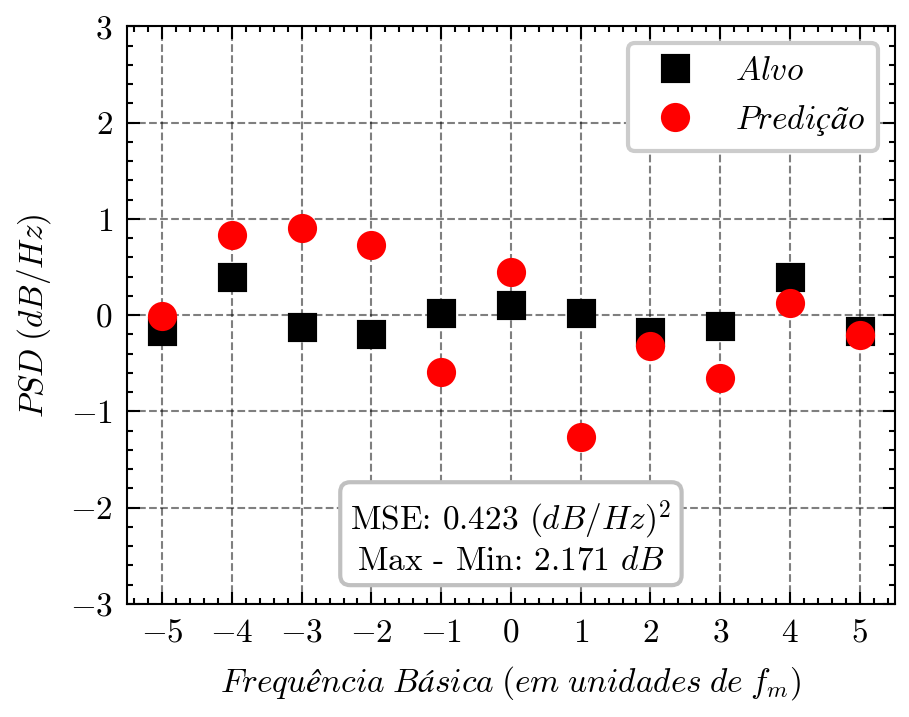 3
2
1
0
−1
−2
−3
PSD (dB/Hz)
Alvo
Predição
MSE: 0.423 (dB/Hz)²
Max - Min: 2.171 dB
−5 −4 −3 −2 −1 0 1 2 3 4 5
Frequência Básica (em unidades de fₘ)